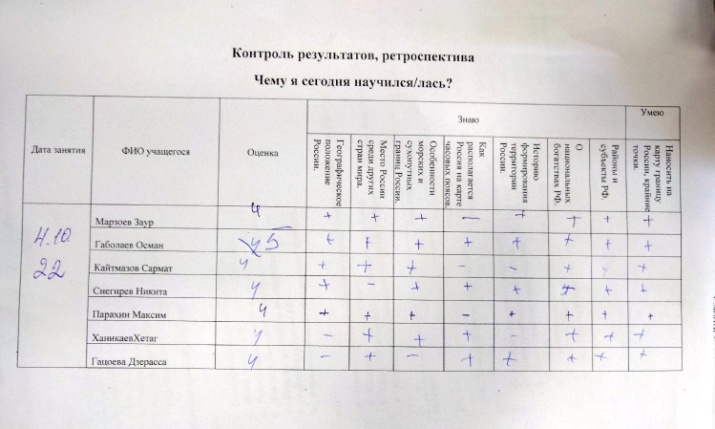 Контроль результатов, ретроспектива
Чему я сегодня научился/лась?
Дата занятия ФИО учащегося Оценка Знаю Умею
Географическое положение России.
Место России среди других стран мира.
Особенности морских и сухопутных границ России.
Как располагается Россия на карте часовых поясов.
Историю формирования территории России.
О национальных богатствах РФ.
Районы и субъекты РФ.
Наносить на карту границу России, крайние точки.
4.10.
22
Марзоев Заур 4 + + + - + + + +
Габолаев Осман 5 + + + + + + + +
Кайтмазов Сармат 4 + + + - - + +
Снегирев Никита 4 + - + + + + + +
Парахин Максим 4 + + + - + + + +
ХаникаевХетаг 4 - + + + - + + +
Гацоева Дзерасса 4 - + - + + + + +